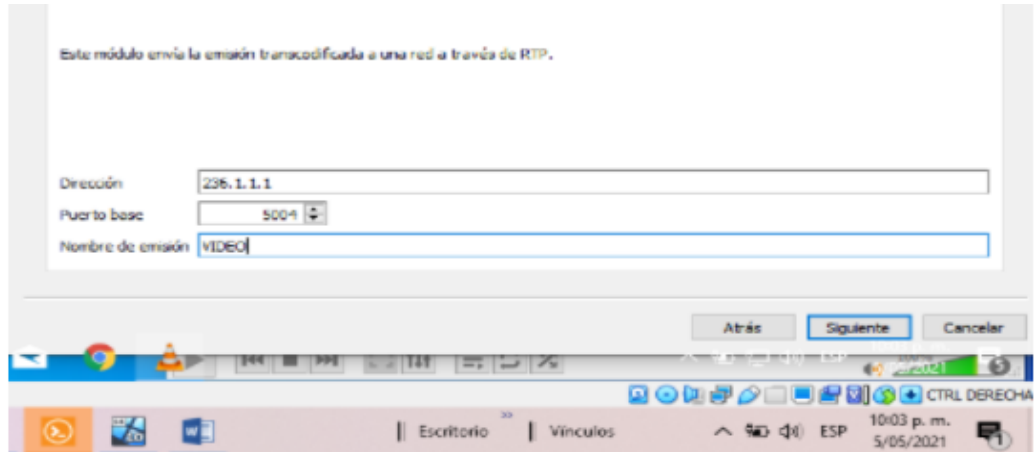 Este módulo envía la emisión transcodificada a una red a través de RTP.
Dirección 236.1.1.1
Puerto base 5004
Nombre de emisión VIDEO
Atrás Siguiente Cancelar
CTRL DERECHA
Escritorio Vínculos ESP 10:03 p. m.
5/05/2021